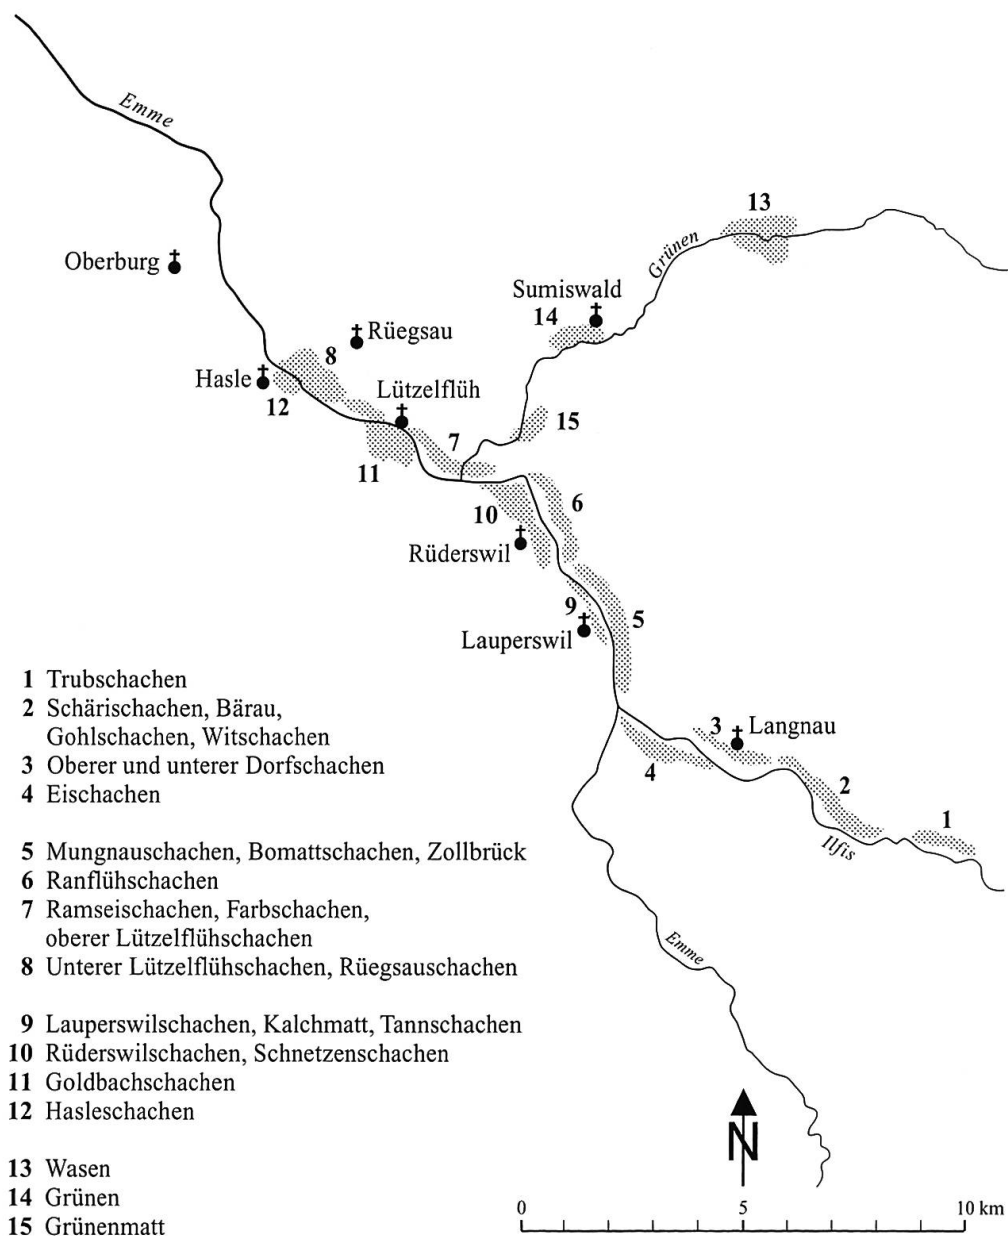 Emme
13
Grünen
Oberburg
Sumiswald
14
Rüegsau
8
Hasle
12
Lützelflüh
15
7
11
6
10
Rüderswil
9
5
Lauperswil
3
Langnau
4
2
1
Ilfis
Emme
1 Trubschachen
2 Schärischachen, Bärau,
Gohlschachen, Witschachen
3 Oberer und unterer Dorfschachen
4 Eischachen
5 Mungnauschachen, Bomattschachen, Zollbrück
6 Ranflühschachen
7 Ramseischachen, Farbschachen,
oberer Lützelflühschachen
8 Unterer Lützelflühschachen, Rüegsauschachen
9 Lauperswilschachen, Kalchmatt, Tannschachen
10 Rüderswilschachen, Schnetzenschachen
11 Goldbachschachen
12 Hasleschachen
13 Wasen
14 Grünen
15 Grünenmatt
N
0 5 10 km